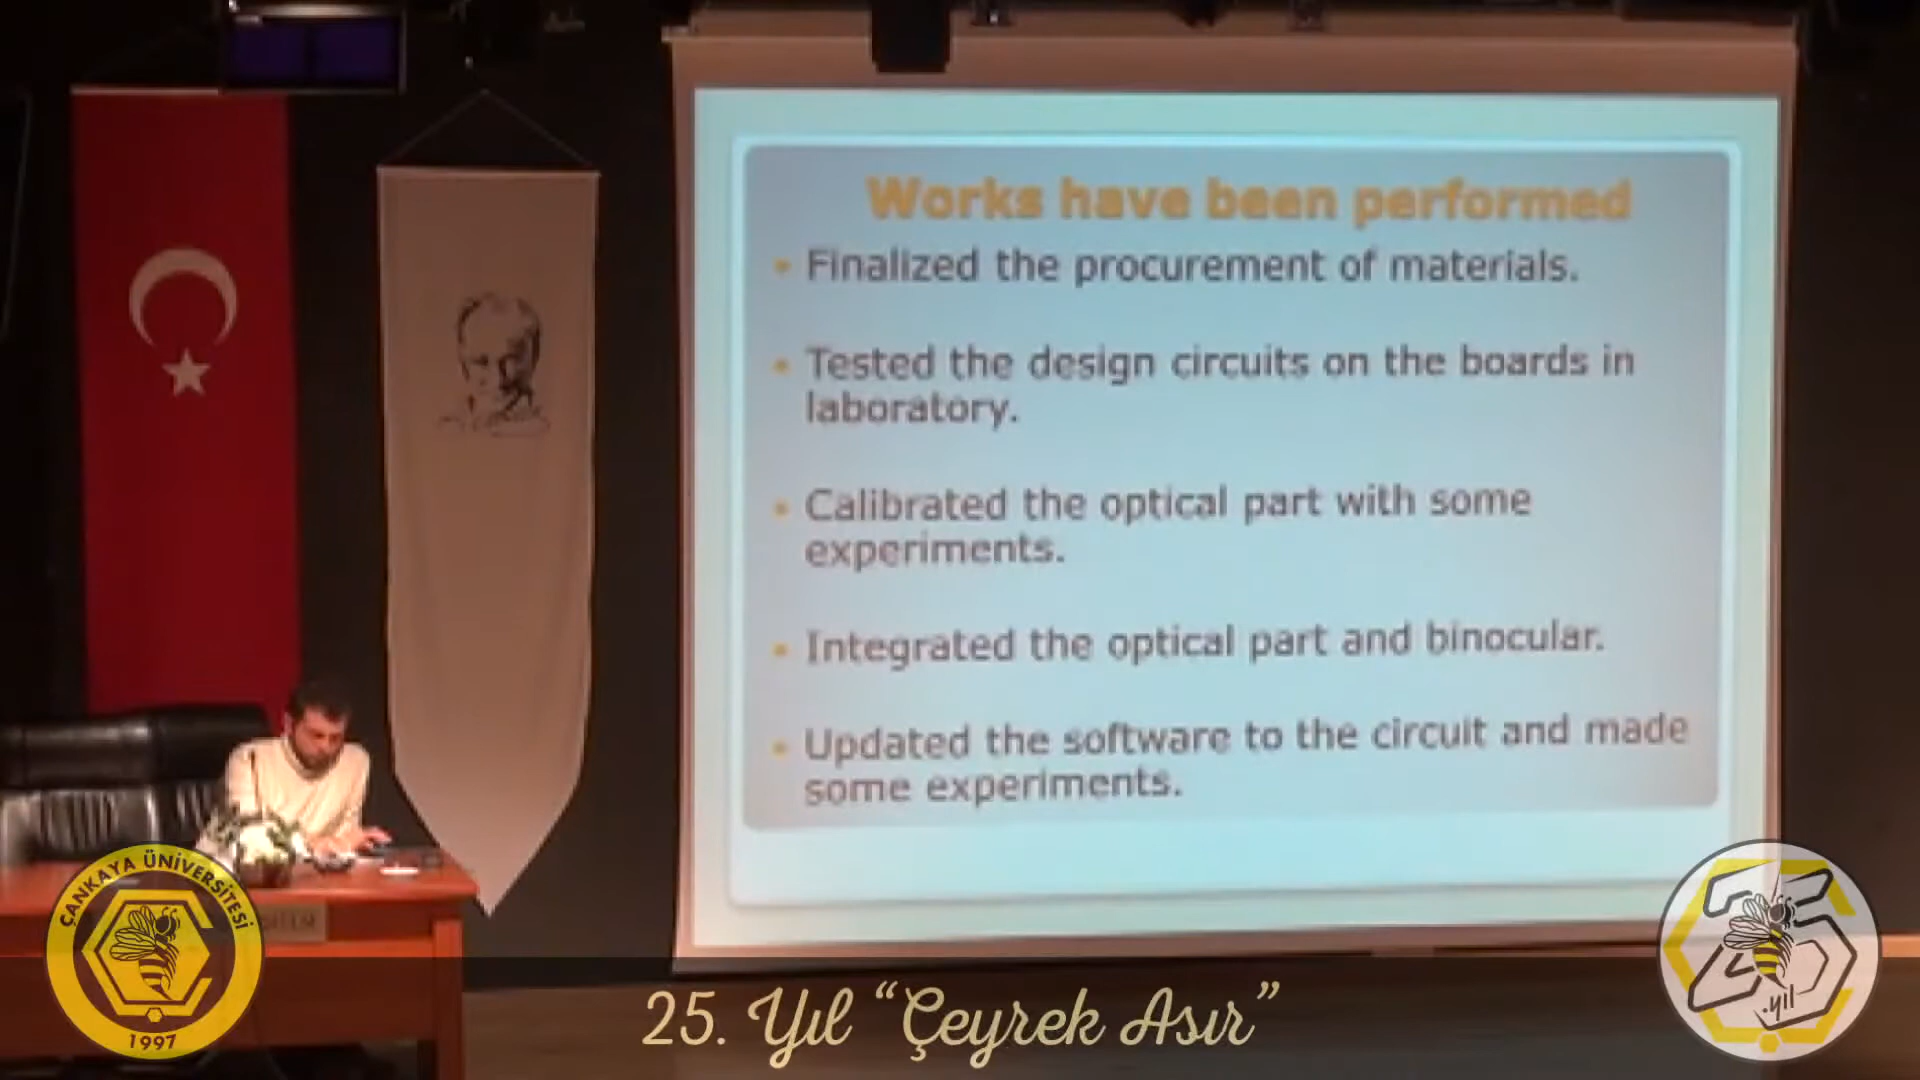 Works have been performed
Finalized the procurement of materials.
Tested the design circuits on the boards in
laboratory.
Calibrated the optical part with some
experiments.
Integrated the optical part and binocular.
Updated the software to the circuit and made
some experiments.
ÇANKAYA ÜNİVERSİTESİ
1997
25. Yıl “Çeyrek Asır”
25
.yıl